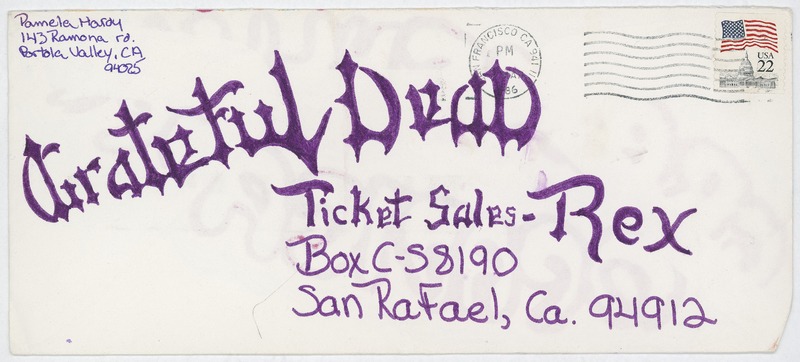 Pamela Hardy
143 Ramona rd.
Portola Valley, CA
94025
SAN FRANCISCO CA 941
PM
86
USA
22
Grateful Dead
Ticket Sales - Rex
Box C-S8190
San Rafael, Ca. 94912